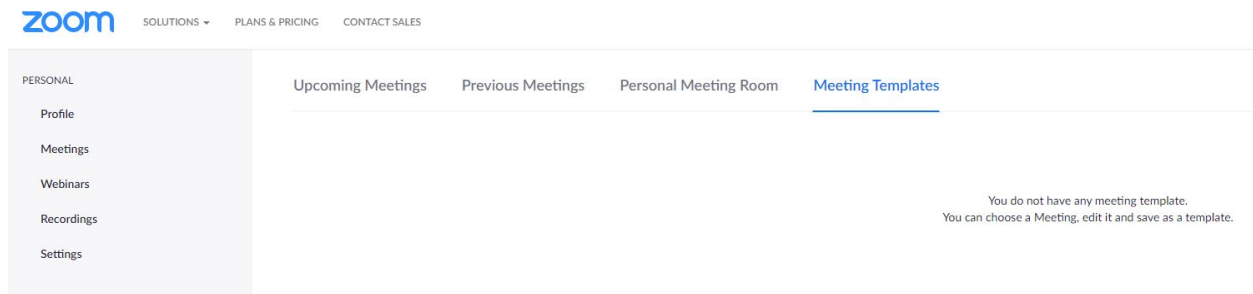 zoom SOLUTIONS PLANS & PRICING CONTACT SALES
PERSONAL
Profile
Meetings
Webinars
Recordings
Settings
Upcoming Meetings Previous Meetings Personal Meeting Room Meeting Templates
You do not have any meeting template.
You can choose a Meeting, edit it and save as a template.